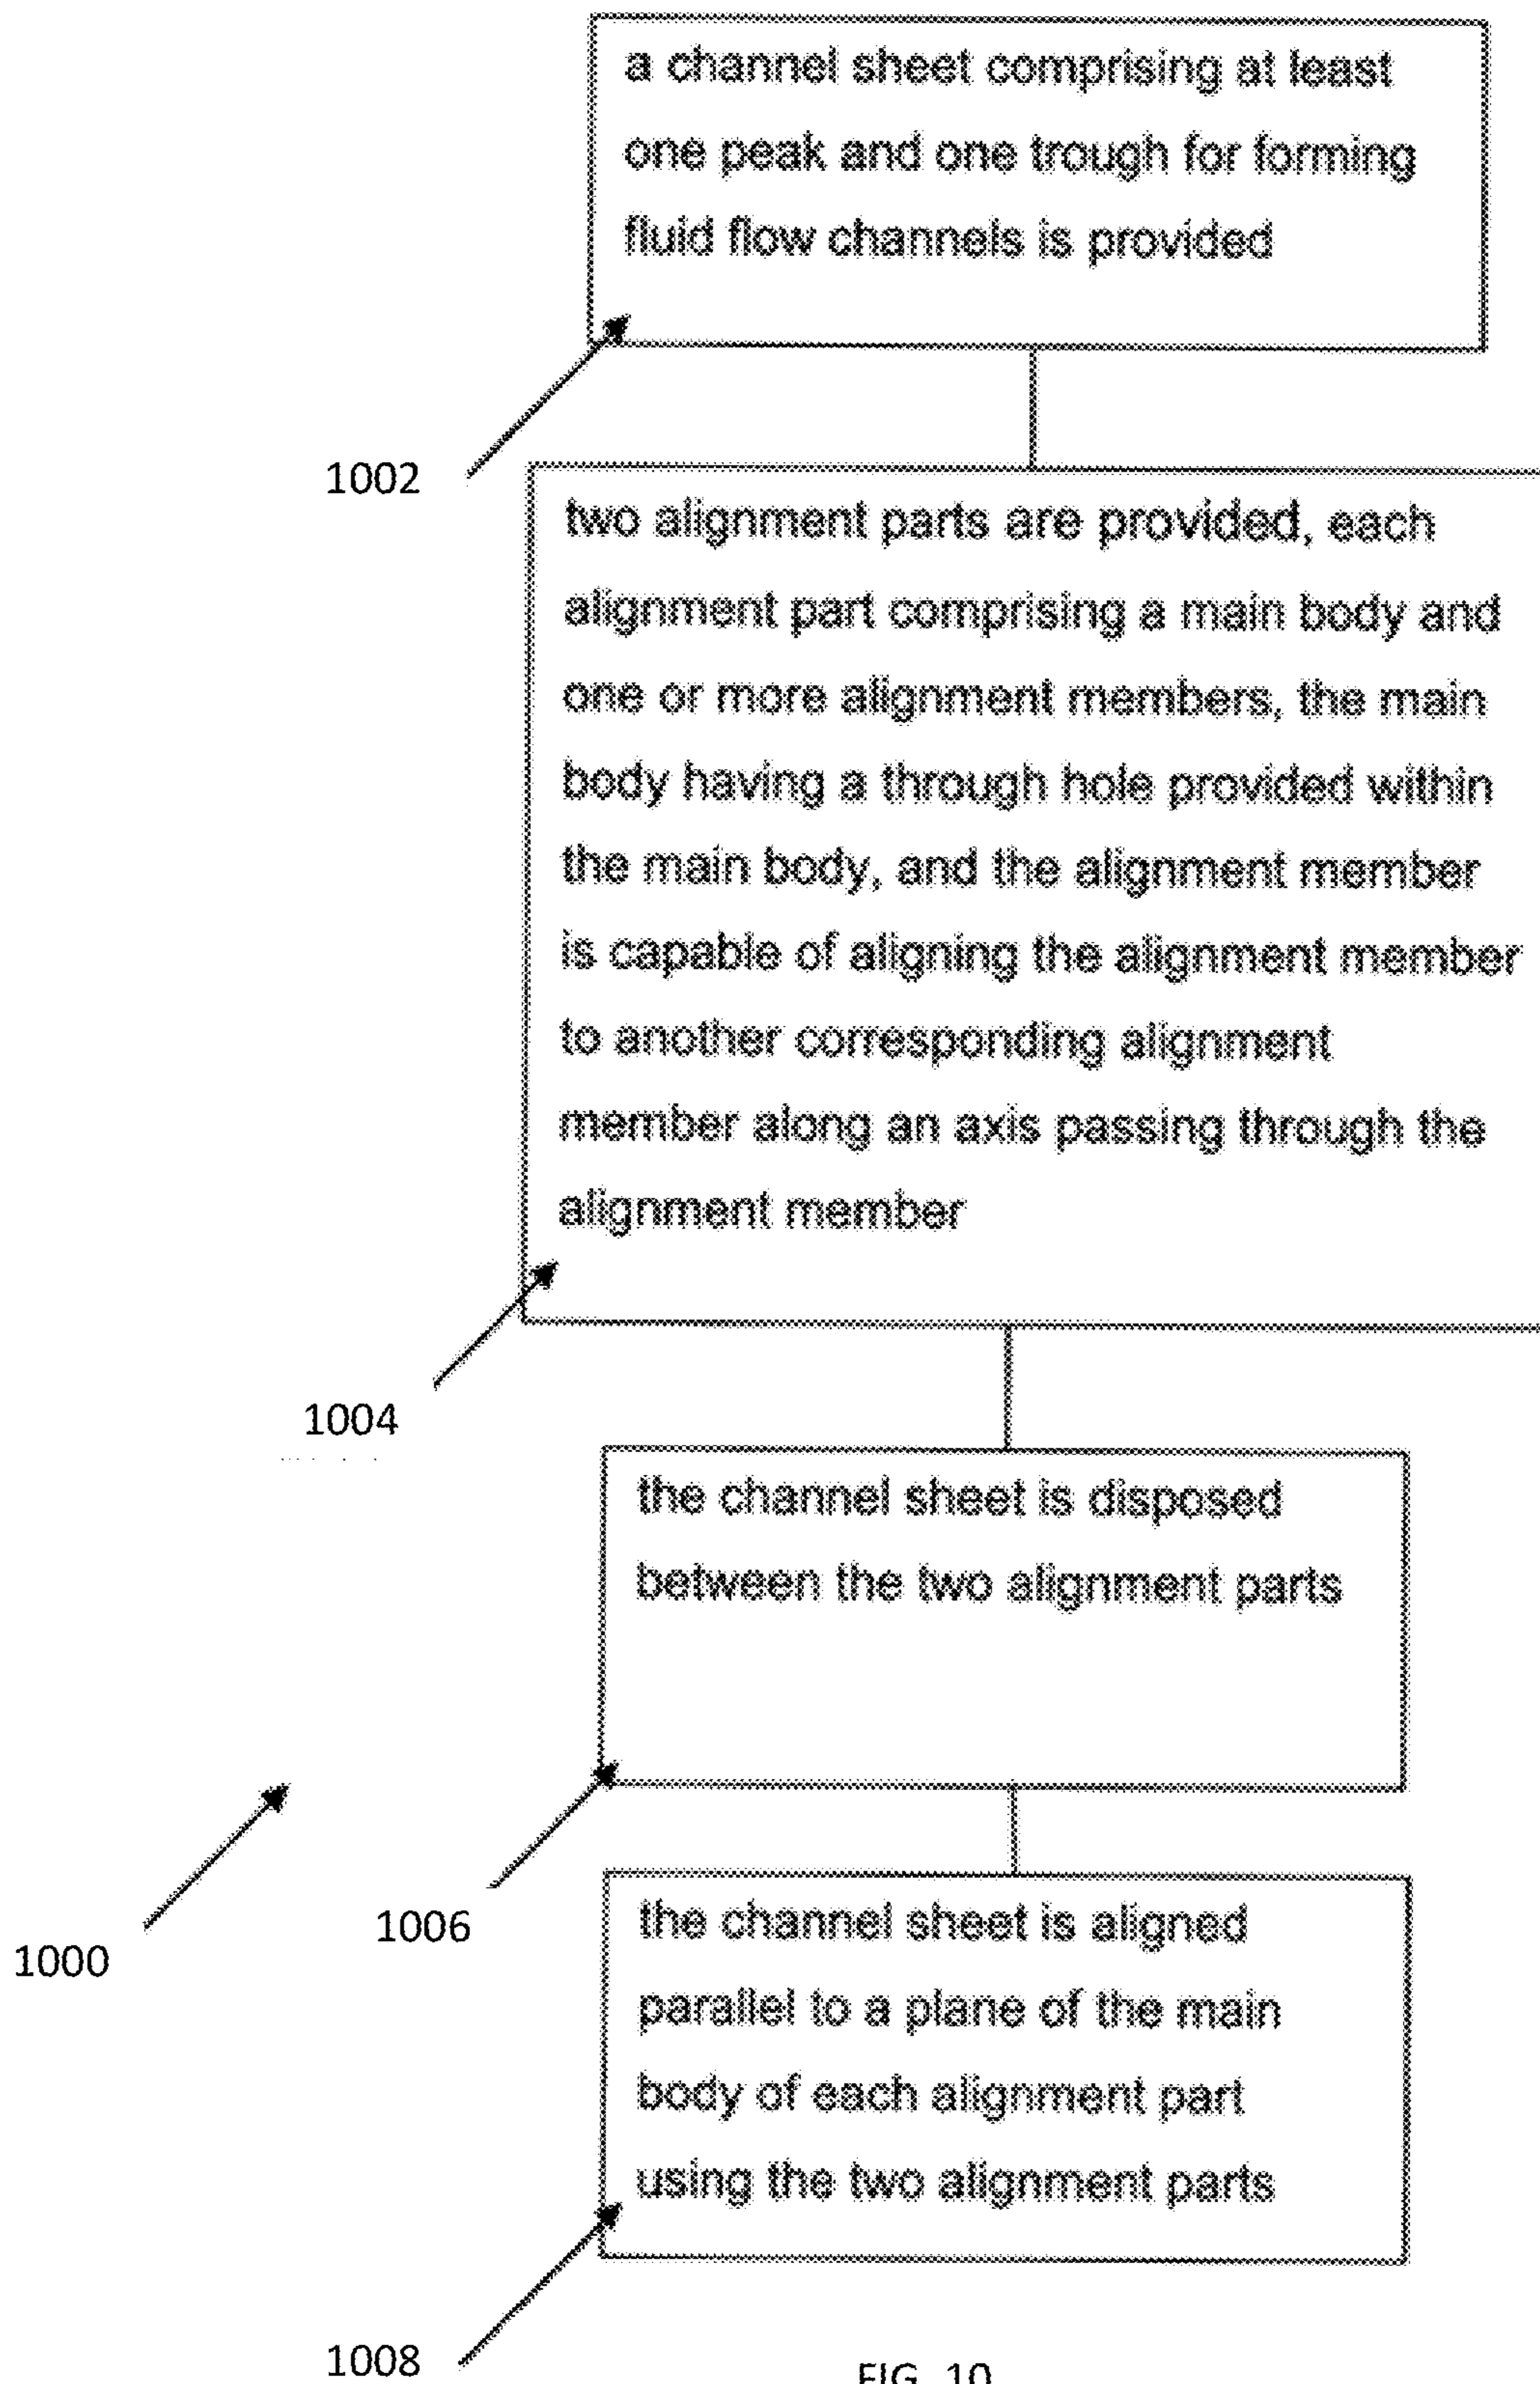 a channel sheet comprising at least
one peak and one trough for forming
fluid flow channels is provided
1002
two alignment parts are provided, each
alignment part comprising a main body and
one or more alignment members, the main
body having a through hole provided within
the main body, and the alignment member
is capable of aligning the alignment member
to another corresponding alignment
member along an axis passing through the
alignment member
1004
the channel sheet is disposed
between the two alignment parts
1006
1000
the channel sheet is aligned
parallel to a plane of the main
body of each alignment part
using the two alignment parts
1008
FIG. 10